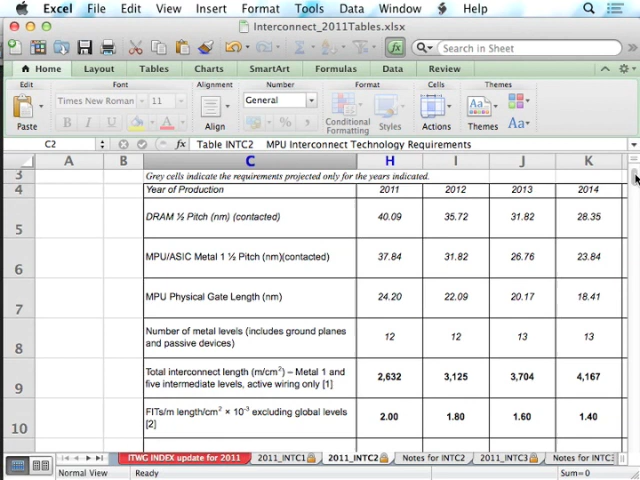 Excel File Edit View Insert Format Tools Data Window Help
Interconnect_2011Tables.xlsx
Search in Sheet
Home Layout Tables Charts SmartArt Formulas Data Review
Edit Font Alignment Number Format Cells Themes
Times New Roman 11 General
B I U
Paste Align Conditional Formatting Styles Actions Themes Aa
C2 fx Table INTC2 MPU Interconnect Technology Requirements
A B C H I J K
3 Grey cells indicate the requirements projected only for the years indicated.
4 Year of Production 2011 2012 2013 2014
5 DRAM ½ Pitch (nm) (contacted) 40.09 35.72 31.82 28.35
6 MPU/ASIC Metal 1 ½ Pitch (nm)(contacted) 37.84 31.82 26.76 23.84
7 MPU Physical Gate Length (nm) 24.20 22.09 20.17 18.41
8 Number of metal levels (includes ground planes and passive devices) 12 12 13 13
9 Total interconnect length (m/cm²) – Metal 1 and five intermediate levels, active wiring only [1] 2,632 3,125 3,704 4,167
10 FITs/m length/cm² × 10⁻³ excluding global levels [2] 2.00 1.80 1.60 1.40
ITWG INDEX update for 2011 2011_INTC1 2011_INTC2 Notes for INTC2 2011_INTC3 Notes for INTC3
Normal View Ready Sum=0